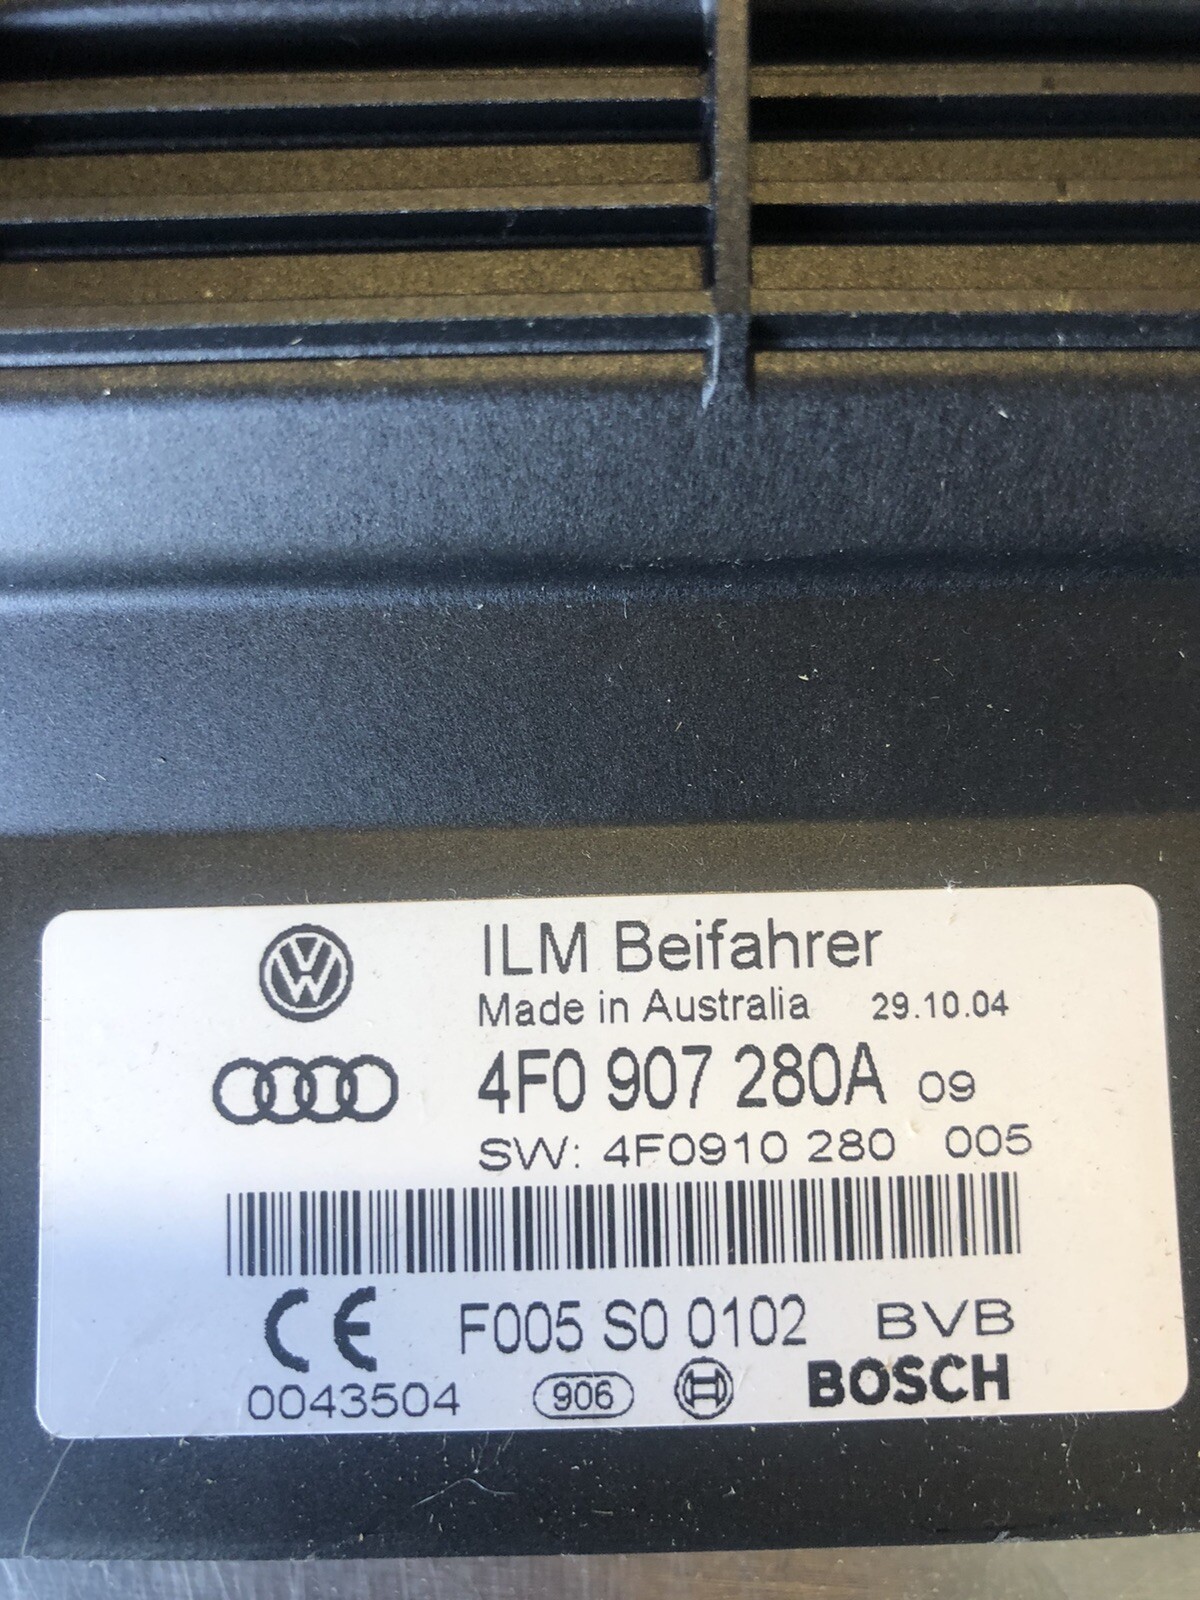 ILM Beifahrer
Made in Australia 29.10.04
4F0 907 280A 09
SW: 4F0910 280 005
CE F005 S0 0102 BVB
0043504 906 BOSCH